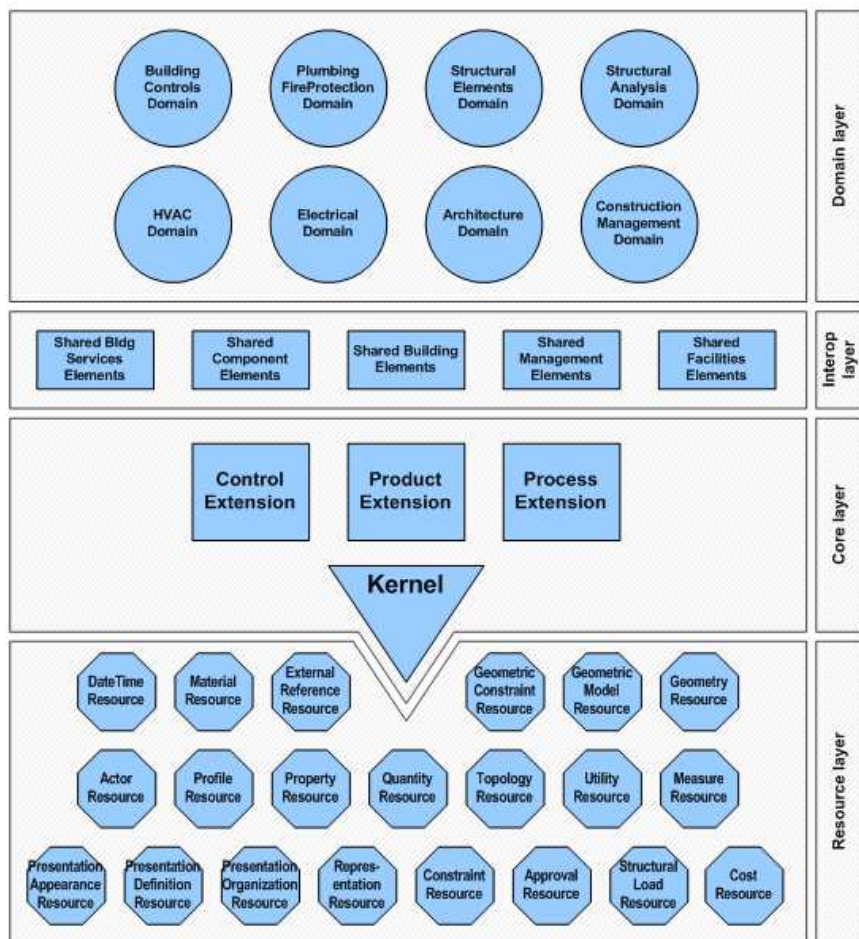 Building
Controls
Domain
Plumbing
FireProtection
Domain
Structural
Elements
Domain
Structural
Analysis
Domain
HVAC
Domain
Electrical
Domain
Architecture
Domain
Construction
Management
Domain
Domain layer
Shared Bldg
Services
Elements
Shared
Component
Elements
Shared Building
Elements
Shared
Management
Elements
Shared
Facilities
Elements
Interop
layer
Control
Extension
Product
Extension
Process
Extension
Kernel
Core layer
DateTime
Resource
Material
Resource
External
Reference
Resource
Geometric
Constraint
Resource
Geometric
Model
Resource
Geometry
Resource
Actor
Resource
Profile
Resource
Property
Resource
Quantity
Resource
Topology
Resource
Utility
Resource
Measure
Resource
Presentation
Appearance
Resource
Presentation
Definition
Resource
Presentation
Organization
Resource
Repres-
entation
Resource
Constraint
Resource
Approval
Resource
Structural
Load
Resource
Cost
Resource
Resource layer